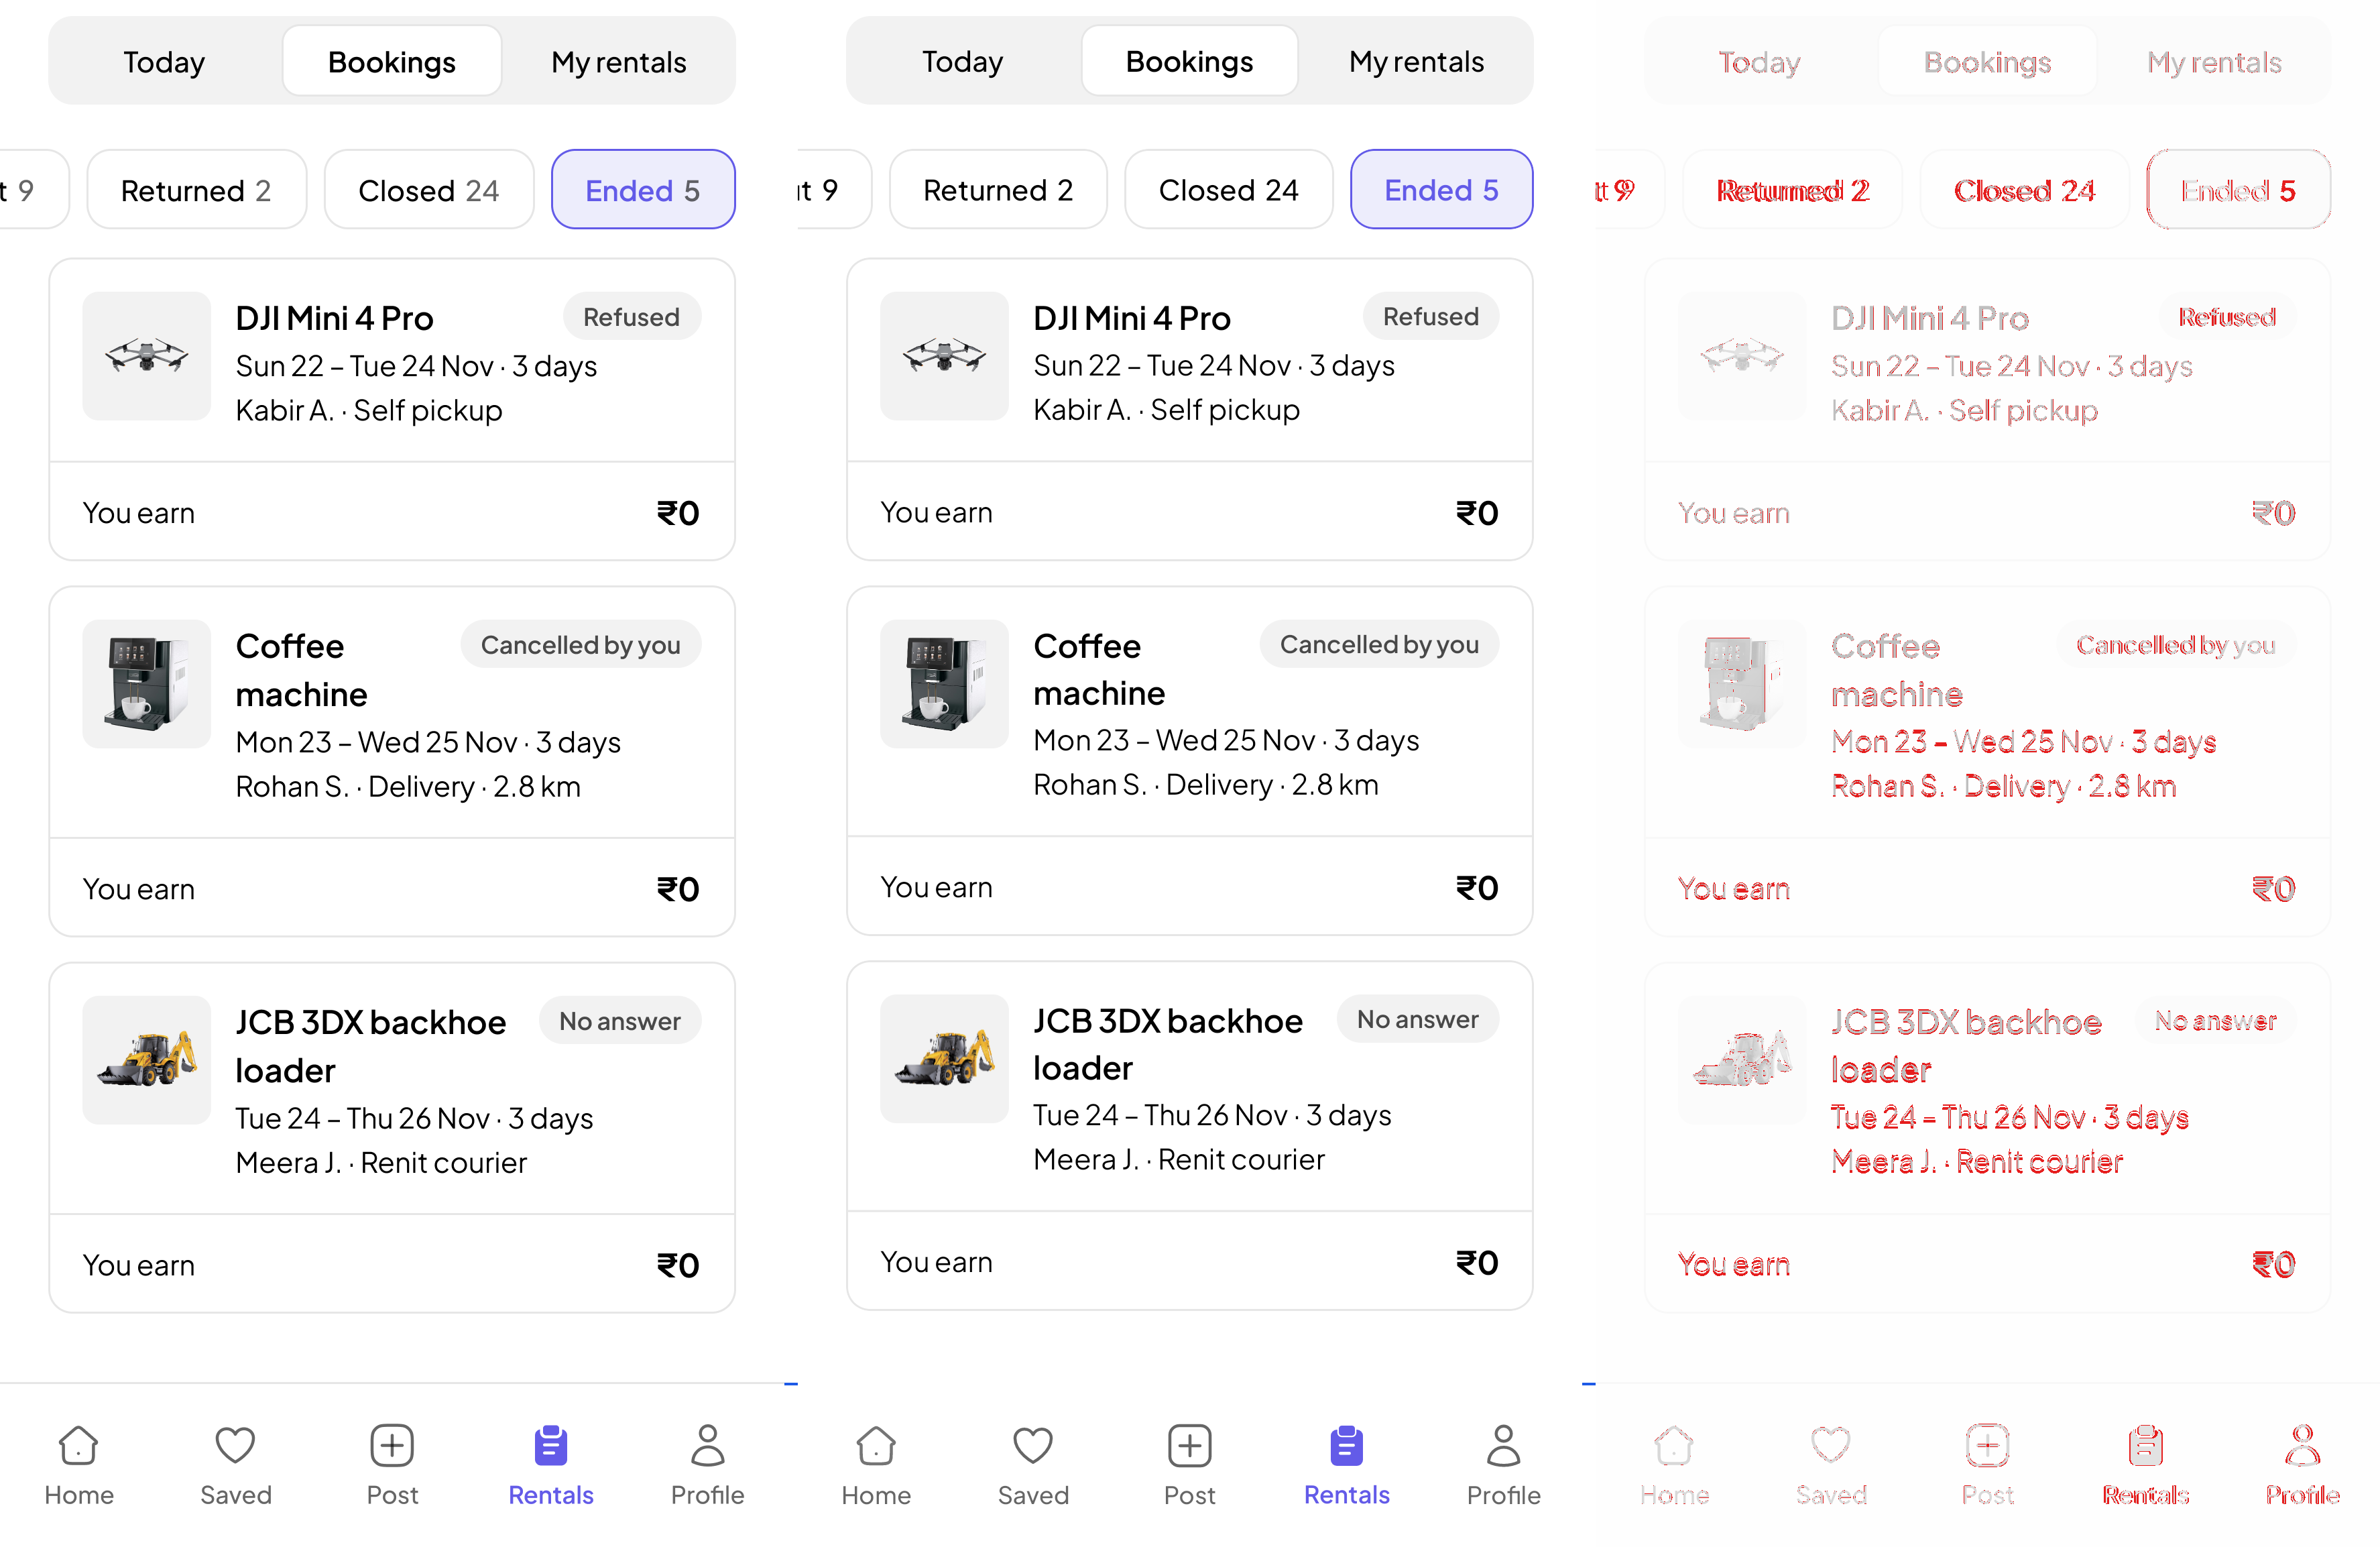 Today Bookings My rentals
t 9 Returned 2 Closed 24 Ended 5
DJI Mini 4 Pro Refused
Sun 22 – Tue 24 Nov · 3 days
Kabir A. · Self pickup
You earn ₹0
Coffee Cancelled by you
machine
Mon 23 – Wed 25 Nov · 3 days
Rohan S. · Delivery · 2.8 km
You earn ₹0
JCB 3DX backhoe No answer
loader
Tue 24 – Thu 26 Nov · 3 days
Meera J. · Renit courier
You earn ₹0
Home Saved Post Rentals Profile
Today Bookings My rentals
t 9 Returned 2 Closed 24 Ended 5
DJI Mini 4 Pro Refused
Sun 22 – Tue 24 Nov · 3 days
Kabir A. · Self pickup
You earn ₹0
Coffee Cancelled by you
machine
Mon 23 – Wed 25 Nov · 3 days
Rohan S. · Delivery · 2.8 km
You earn ₹0
JCB 3DX backhoe No answer
loader
Tue 24 – Thu 26 Nov · 3 days
Meera J. · Renit courier
You earn ₹0
Home Saved Post Rentals Profile
Today Bookings My rentals
Returned 2 Closed 24 Ended 5
DJI Mini 4 Pro Refused
Sun 22 – Tue 24 Nov · 3 days
Kabir A. · Self pickup
You earn ₹0
Coffee Cancelled by you
machine
Mon 23 – Wed 25 Nov · 3 days
Rohan S. · Delivery · 2.8 km
You earn ₹0
JCB 3DX backhoe No answer
loader
Tue 24 – Thu 26 Nov · 3 days
Meera J. · Renit courier
You earn ₹0
Home Saved Post Rentals Profile